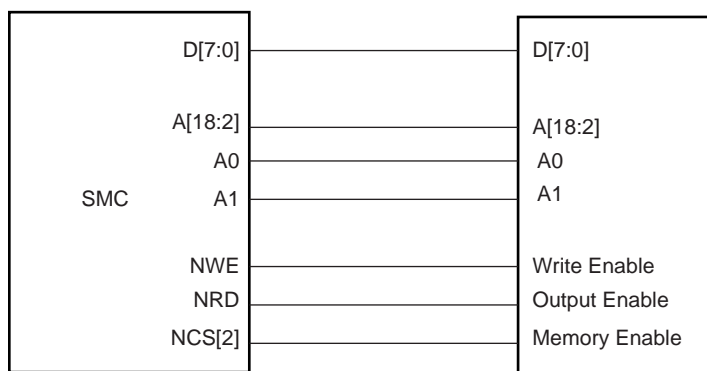 D[7:0] D[7:0]
A[18:2] A[18:2]
A0 A0
SMC A1 A1
NWE Write Enable
NRD Output Enable
NCS[2] Memory Enable